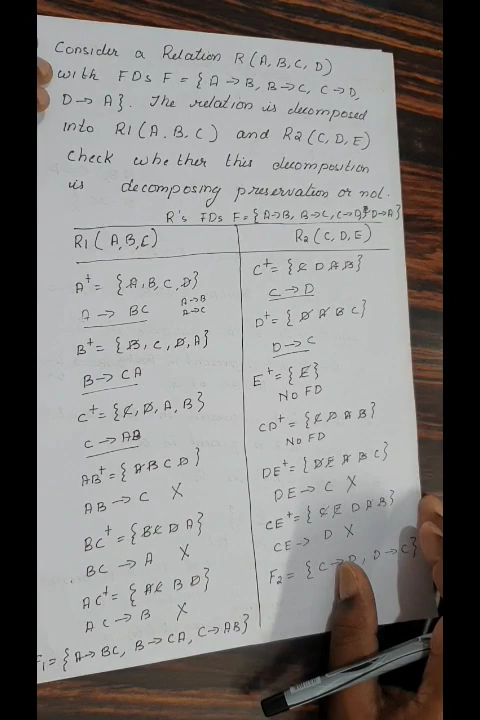 Consider a Relation R(A, B, C, D)
with FDs F = {A→B, B→C, C→D,
D→A}. The relation is decomposed
into R1(A, B, C) and R2(C, D, E)
Check whether this decomposition
is decomposing preservation or not.
R's FDs F={A→B, B→C, C→D, D→A}
R1(A,B,C)
A+ = {A, B, C, D}
A → BC
A→B
A→C
B+ = {B, C, D, A}
B → CA
C+ = {C, D, A, B}
C → AB
AB+ = {A B C D}
AB → C X
BC+ = {B C D A}
BC → A X
AC+ = {A C B D}
AC → B X
F1 = {A→BC, B→CA, C→AB}
R2(C, D, E)
C+ = {C D A B}
C → D
D+ = {D A B C}
D → C
E+ = {E}
NO FD
CD+ = {C D A B}
NO FD
DE+ = {D E A B C}
DE → C X
CE+ = {C E D A B}
CE → D X
F2 = {C→D, D→C}